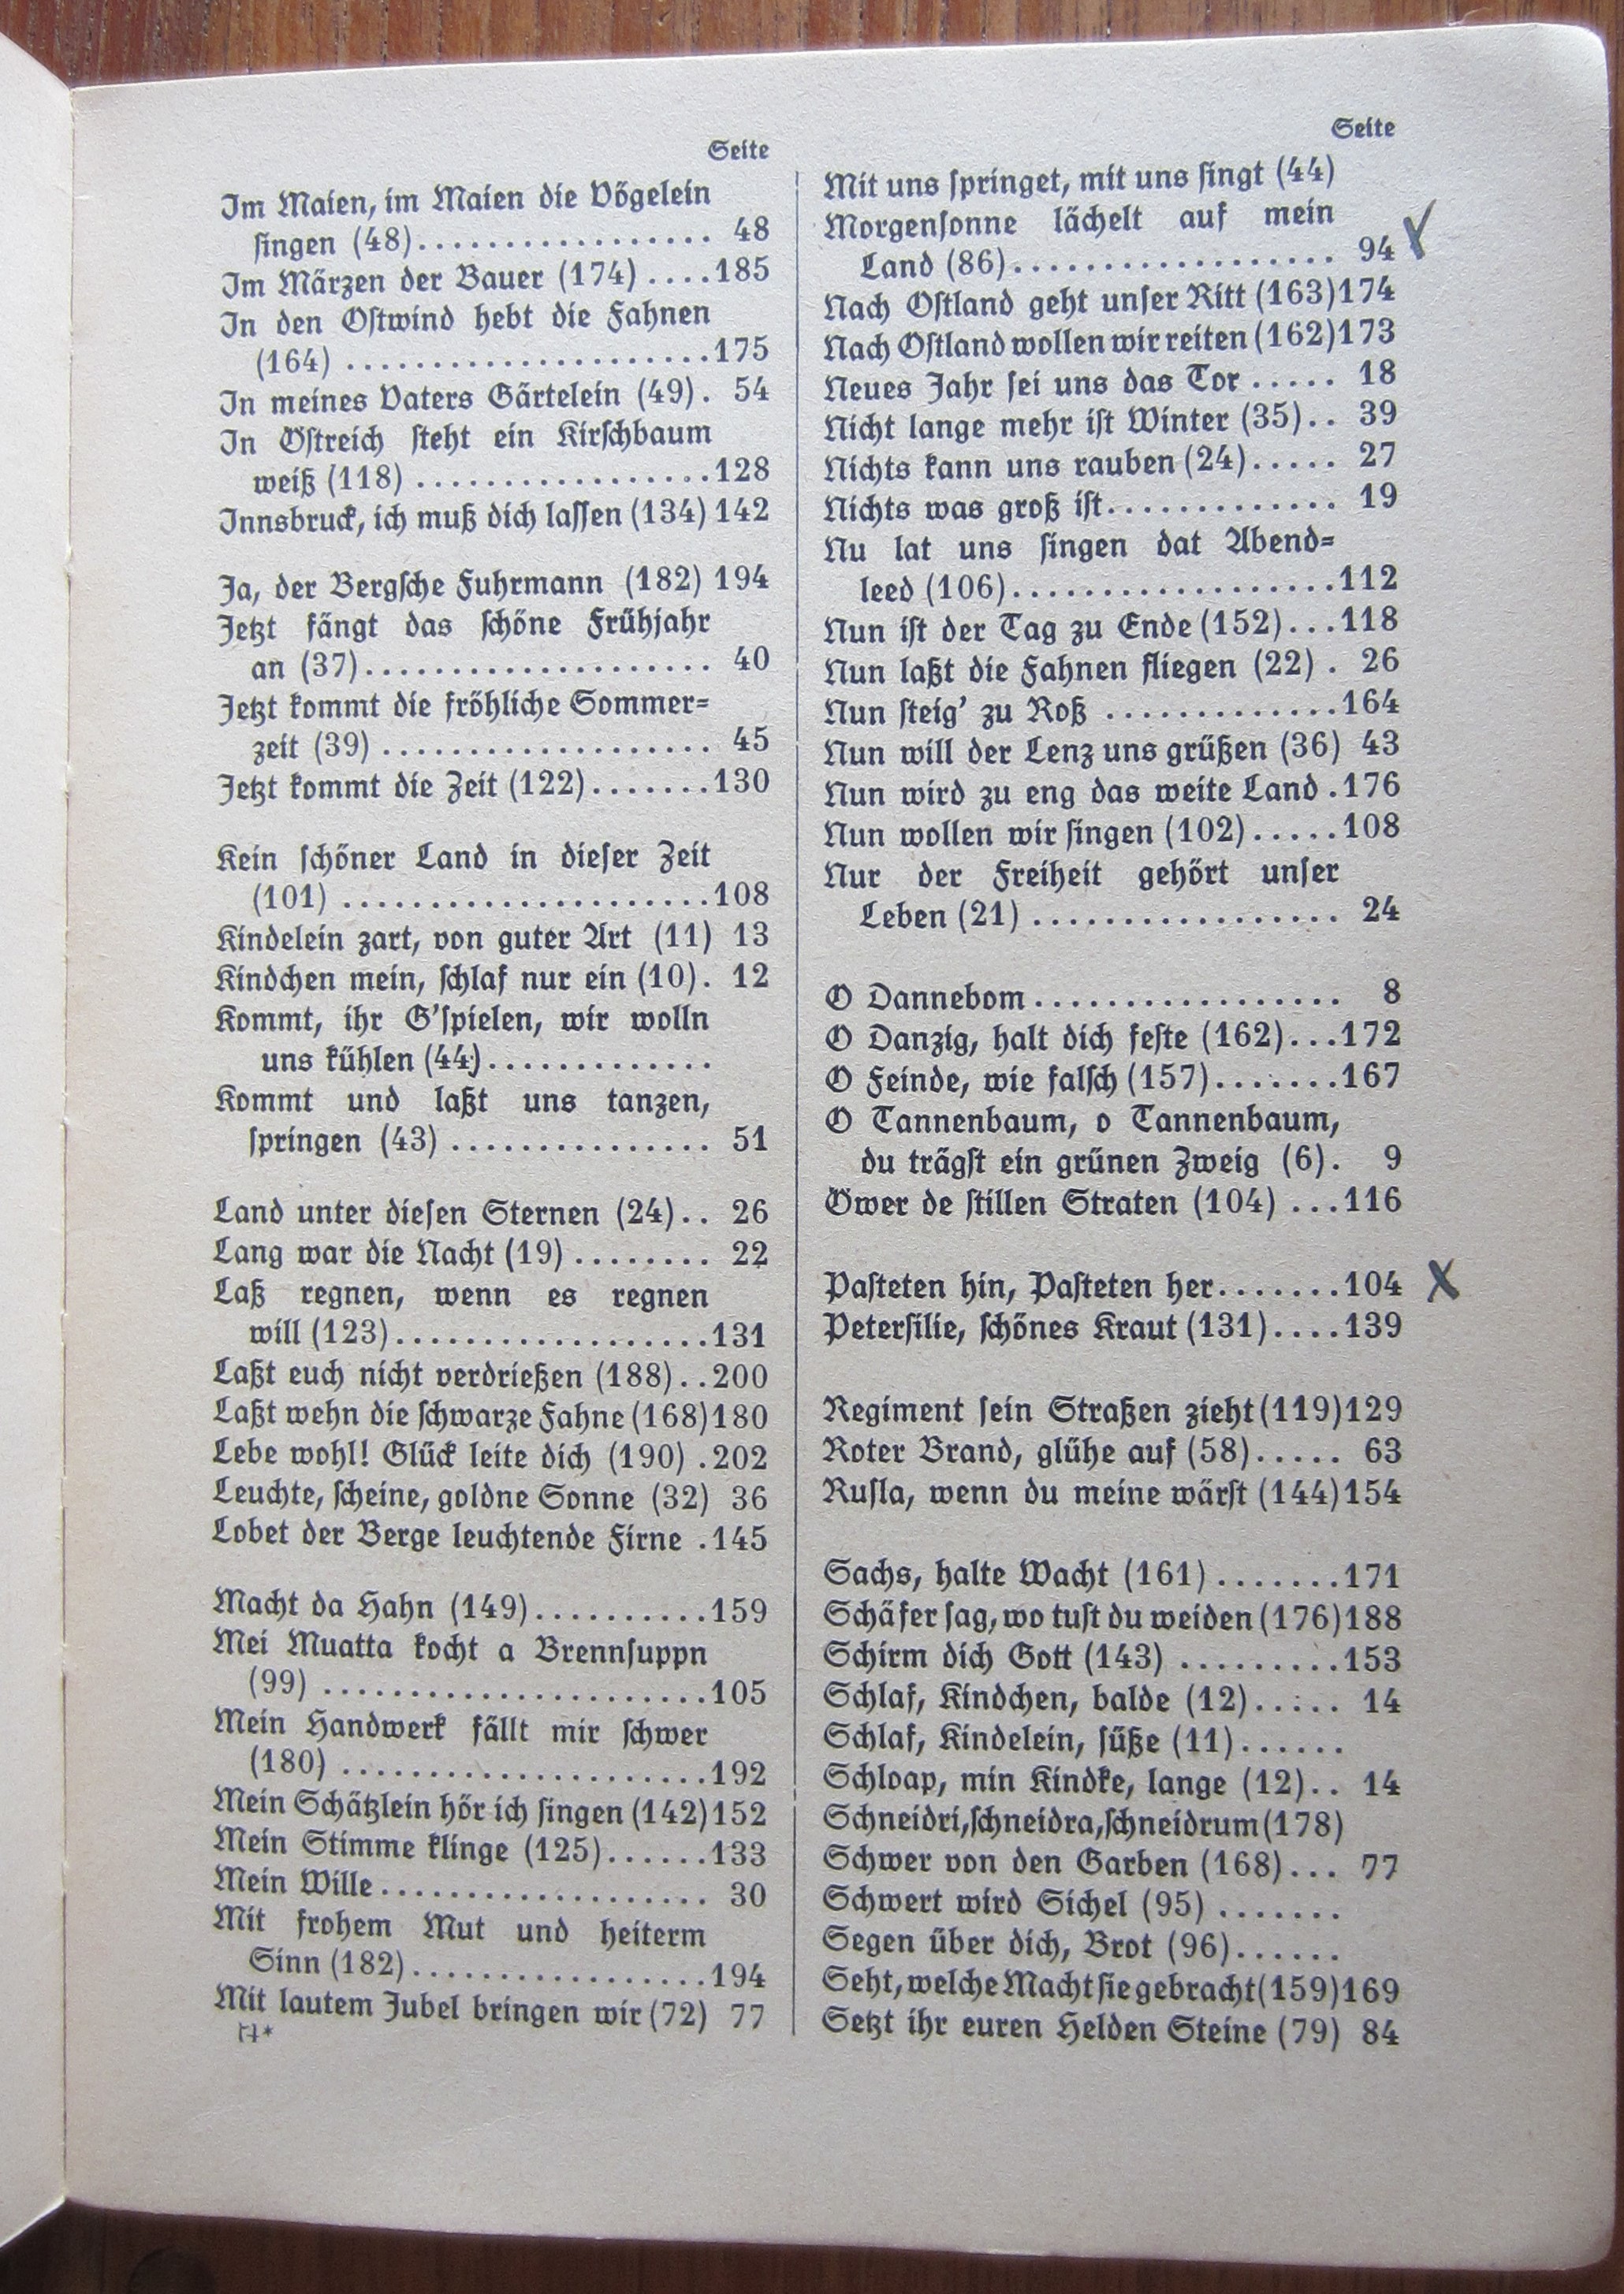 Seite
Im Maien, im Maien die Vögelein
singen (48)................. 48
Im Märzen der Bauer (174) ....185
In den Ostwind hebt die Fahnen
(164) .....................175
In meines Vaters Gärtelein (49). 54
In Östreich steht ein Kirschbaum
weiß (118) .................128
Innsbruck, ich muß dich lassen (134) 142
Ja, der Bergsche Fuhrmann (182) 194
Jetzt fängt das schöne Frühjahr
an (37).................... 40
Jetzt kommt die fröhliche Sommer=
zeit (39) ................... 45
Jetzt kommt die Zeit (122).......130
Kein schöner Land in dieser Zeit
(101) .....................108
Kindelein zart, von guter Art (11) 13
Kindchen mein, schlaf nur ein (10). 12
Kommt, ihr G'spielen, wir wolln
uns kühlen (44).............
Kommt und laßt uns tanzen,
springen (43) ............... 51
Land unter diesen Sternen (24).. 26
Lang war die Nacht (19) ........ 22
Laß regnen, wenn es regnen
will (123)..................131
Laßt euch nicht verdrießen (188)..200
Laßt wehn die schwarze Fahne (168) 180
Lebe wohl! Glück leite dich (190) .202
Leuchte, scheine, goldne Sonne (32) 36
Lobet der Berge leuchtende Firne .145
Macht da Hahn (149)..........159
Mei Muatta kocht a Brennsuppn
(99) ......................105
Mein Handwerk fällt mir schwer
(180) .....................192
Mein Schätzlein hör ich singen (142) 152
Mein Stimme klinge (125)......133
Mein Wille................... 30
Mit frohem Mut und heiterm
Sinn (182).................194
Mit lautem Jubel bringen wir (72) 77
17*
Seite
Mit uns springet, mit uns singt (44)
Morgensonne lächelt auf mein
Land (86).................. 94
Nach Ostland geht unser Ritt (163) 174
Nach Ostland wollen wir reiten (162) 173
Neues Jahr sei uns das Tor ..... 18
Nicht lange mehr ist Winter (35).. 39
Nichts kann uns rauben (24)..... 27
Nichts was groß ist............. 19
Nu lat uns singen dat Abend=
leed (106)..................112
Nun ist der Tag zu Ende (152)...118
Nun laßt die Fahnen fliegen (22) . 26
Nun steig' zu Roß .............164
Nun will der Lenz uns grüßen (36) 43
Nun wird zu eng das weite Land .176
Nun wollen wir singen (102).....108
Nur der Freiheit gehört unser
Leben (21) ................. 24
O Dannebom................. 8
O Danzig, halt dich feste (162)...172
O Feinde, wie falsch (157).......167
O Tannenbaum, o Tannenbaum,
du trägst ein grünen Zweig (6). 9
Öwer de stillen Straten (104) ...116
Pasteten hin, Pasteten her.......104 X
Petersilie, schönes Kraut (131)....139
Regiment sein Straßen zieht (119) 129
Roter Brand, glühe auf (58)..... 63
Rusla, wenn du meine wärst (144) 154
Sachs, halte Wacht (161) .......171
Schäfer sag, wo tust du weiden (176) 188
Schirm dich Gott (143) .........153
Schlaf, Kindchen, balde (12)..... 14
Schlaf, Kindelein, süße (11)......
Schloap, min Kindke, lange (12).. 14
Schneidri, schneidra, schneidrum (178)
Schwer von den Garben (168)... 77
Schwert wird Sichel (95) .......
Segen über dich, Brot (96)......
Seht, welche Macht sie gebracht (159) 169
Setzt ihr euren Helden Steine (79) 84